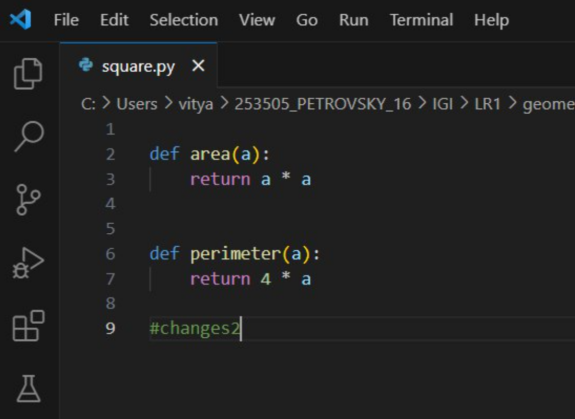 File Edit Selection View Go Run Terminal Help
square.py
C: > Users > vitya > 253505_PETROVSKY_16 > IGI > LR1 > geome
1
2 def area(a):
3     return a * a
4
5
6 def perimeter(a):
7     return 4 * a
8
9 #changes2